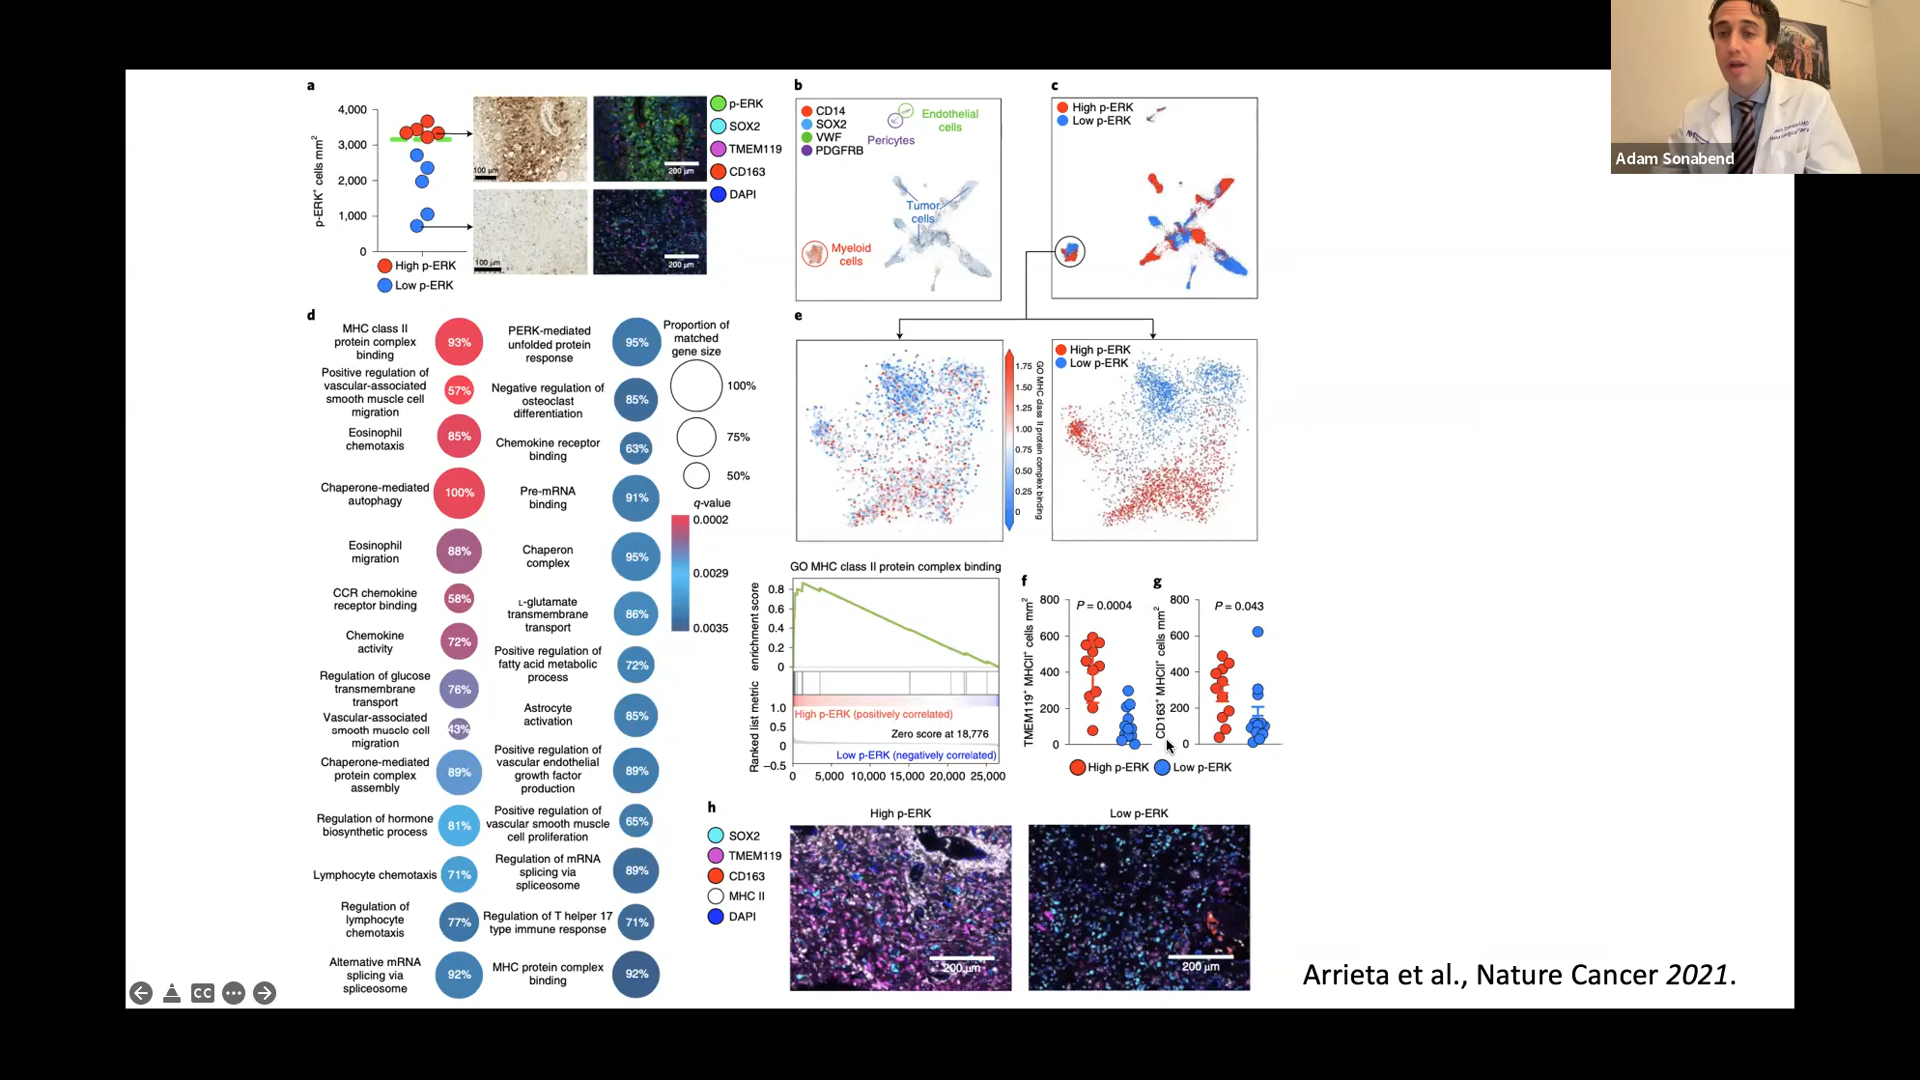 a
4,000
3,000
2,000
1,000
0
p-ERK+ cells mm2
High p-ERK
Low p-ERK
100 μm
200 μm
100 μm
200 μm
p-ERK
SOX2
TMEM119
CD163
DAPI
b
CD14
SOX2
VWF
PDGFRB
Endothelial
cells
Pericytes
Tumor
cells
Myeloid
cells
c
High p-ERK
Low p-ERK
Adam Sonabend
d
MHC class II
protein complex
binding
93%
Positive regulation of
vascular-associated
smooth muscle cell
migration
57%
Eosinophil
chemotaxis
85%
Chaperone-mediated
autophagy
100%
Eosinophil
migration
88%
CCR chemokine
receptor binding
58%
Chemokine
activity
72%
Regulation of glucose
transmembrane
transport
76%
Vascular-associated
smooth muscle cell
migration
43%
Chaperone-mediated
protein complex
assembly
89%
Regulation of hormone
biosynthetic process
81%
Lymphocyte chemotaxis
71%
Regulation of
lymphocyte
chemotaxis
77%
Alternative mRNA
splicing via
spliceosome
92%
PERK-mediated
unfolded protein
response
95%
Negative regulation of
osteoclast
differentiation
85%
Chemokine receptor
binding
63%
Pre-mRNA
binding
91%
Chaperon
complex
95%
L-glutamate
transmembrane
transport
86%
Positive regulation of
fatty acid metabolic
process
72%
Astrocyte
activation
85%
Positive regulation of
vascular endothelial
growth factor
production
89%
Positive regulation of
vascular smooth muscle
cell proliferation
65%
Regulation of mRNA
splicing via
spliceosome
89%
Regulation of T helper 17
type immune response
71%
MHC protein complex
binding
92%
Proportion of
matched
gene size
100%
75%
50%
q-value
0.0002
0.0029
0.0035
e
1.75
1.50
1.25
1.00
0.75
0.50
0.25
0
GO MHC class II protein complex binding
High p-ERK
Low p-ERK
GO MHC class II protein complex binding
enrichment score
0.8
0.6
0.4
0.2
0
Ranked list metric
1.0
0.5
0
−0.5
High p-ERK (positively correlated)
Zero score at 18,776
Low p-ERK (negatively correlated)
0 5,000 10,000 15,000 20,000 25,000
f
TMEM119+ MHCII+ cells mm2
800
600
400
200
0
P = 0.0004
g
CD163+ MHCII+ cells mm2
800
600
400
200
0
P = 0.043
High p-ERK
Low p-ERK
h
High p-ERK
Low p-ERK
SOX2
TMEM119
CD163
MHC II
DAPI
200 μm
200 μm
Arrieta et al., Nature Cancer 2021.
CC